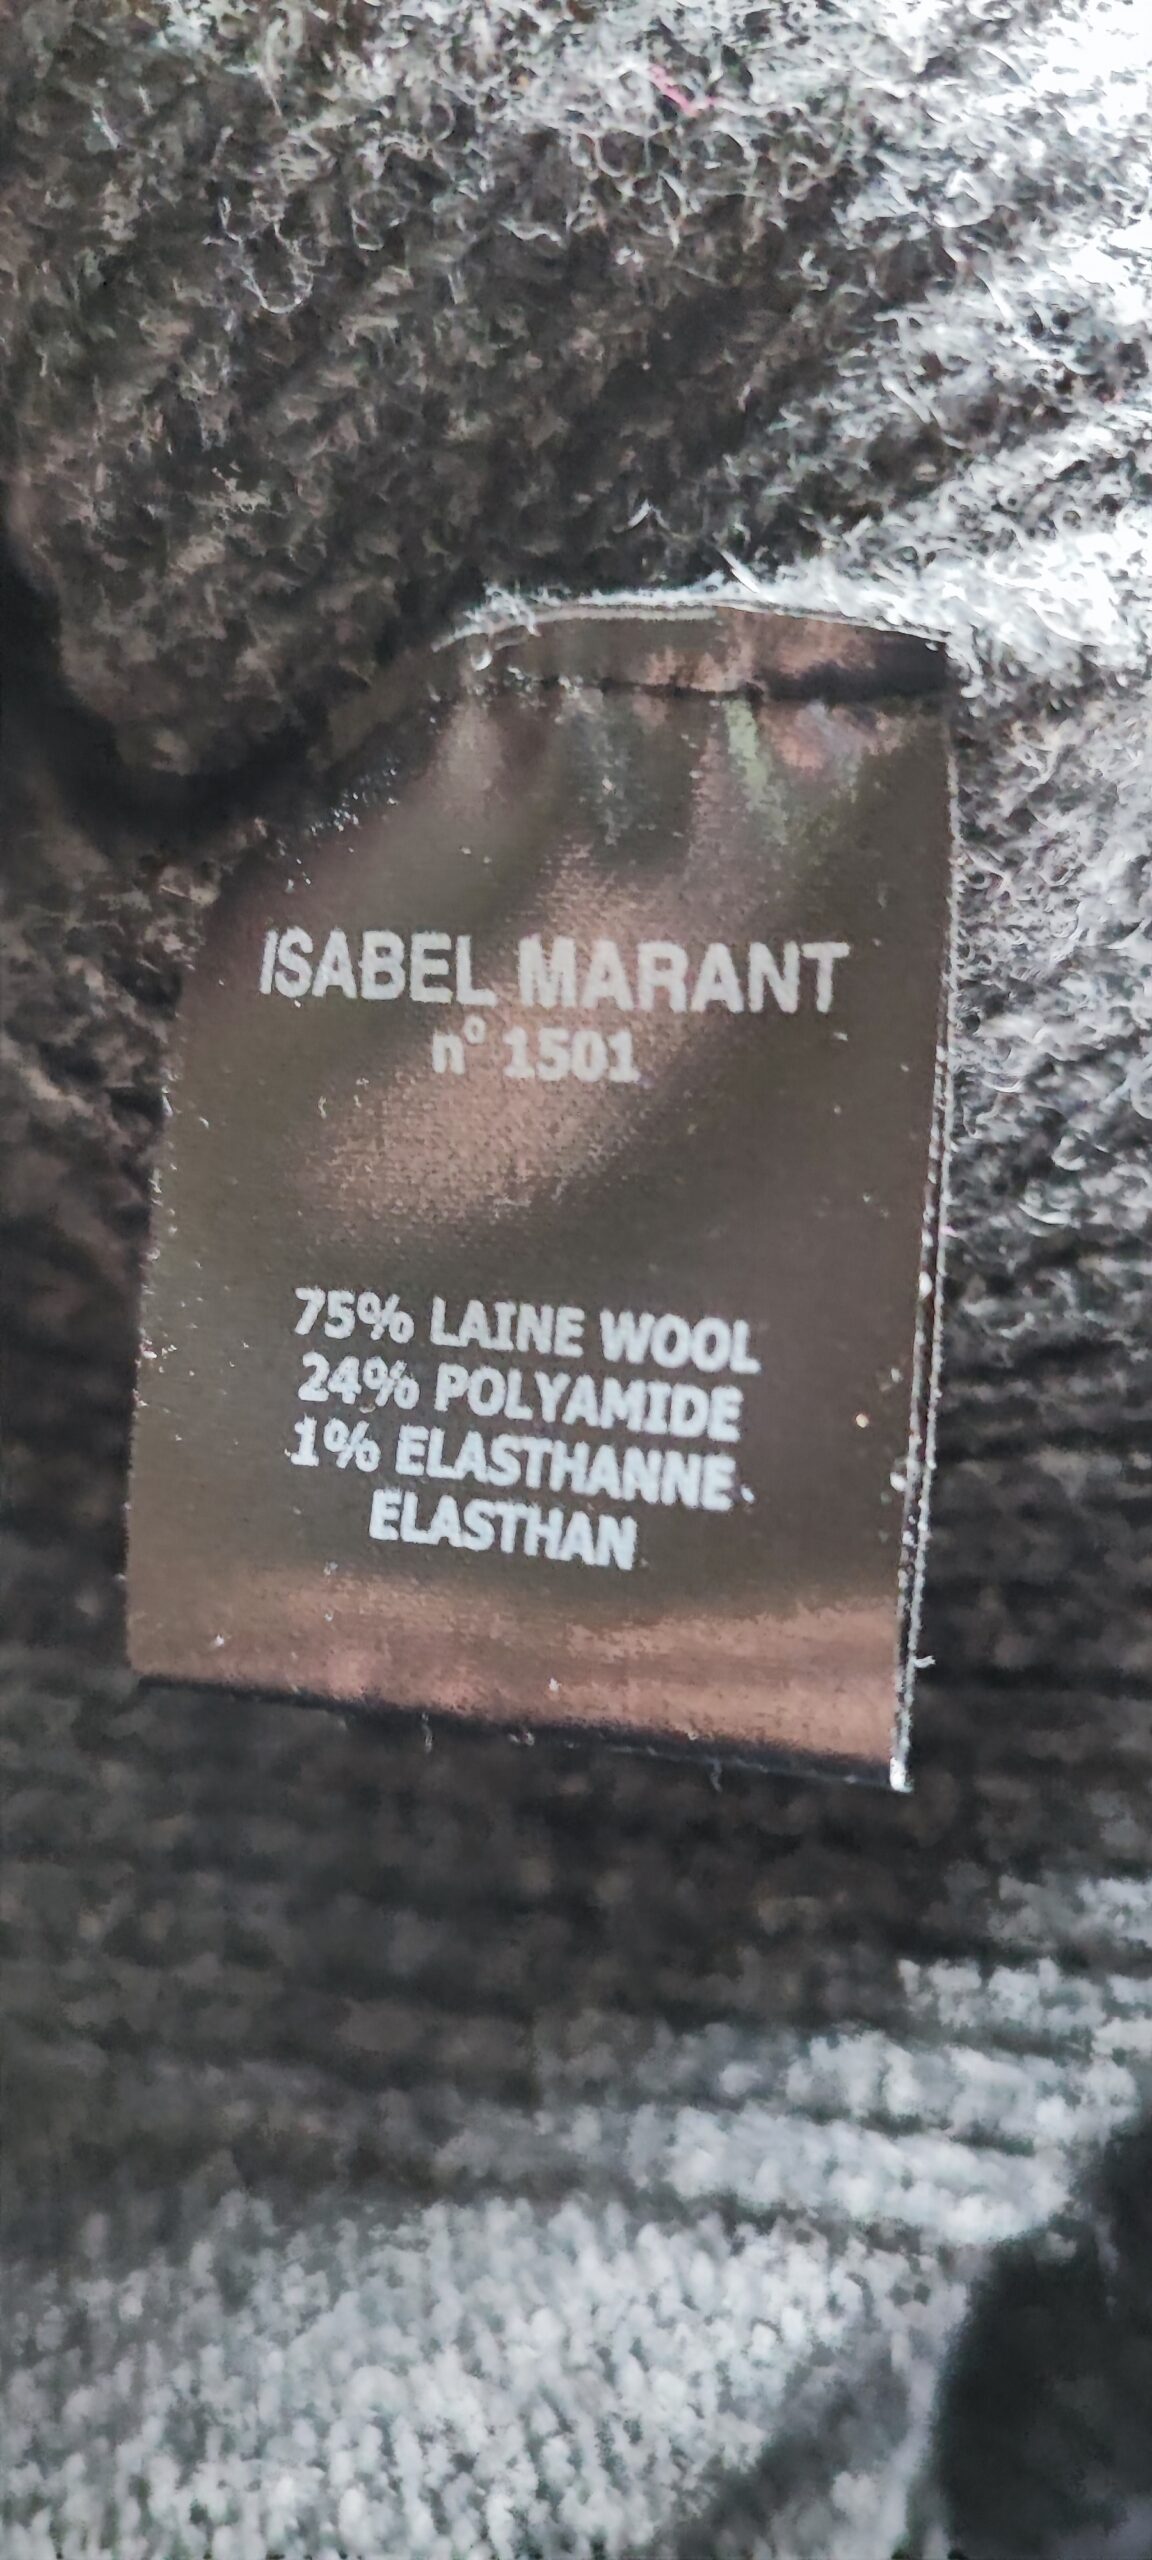 ISABEL MARANT
n° 1501
75% LAINE WOOL
24% POLYAMIDE
1% ELASTHANNE
ELASTHAN